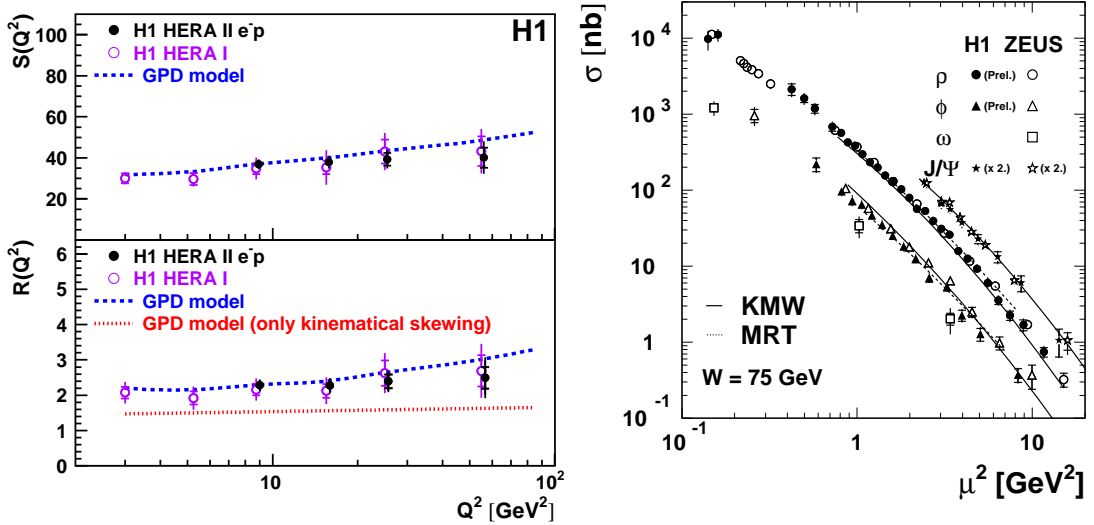 H1
H1 HERA II e⁻p
H1 HERA I
GPD model
S(Q²)
100
80
60
40
20
0
H1 HERA II e⁻p
H1 HERA I
GPD model
GPD model (only kinematical skewing)
R(Q²)
6
5
4
3
2
1
0
10
10²
Q² [GeV²]
σ [nb]
10⁵
10⁴
10³
10²
10
1
10⁻¹
H1 ZEUS
ρ (Prel.)
ϕ (Prel.)
ω
J/Ψ (x 2.) (x 2.)
KMW
MRT
W = 75 GeV
10⁻¹
1
10
μ² [GeV²]